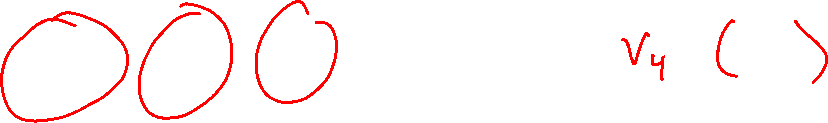 V₄ ( )